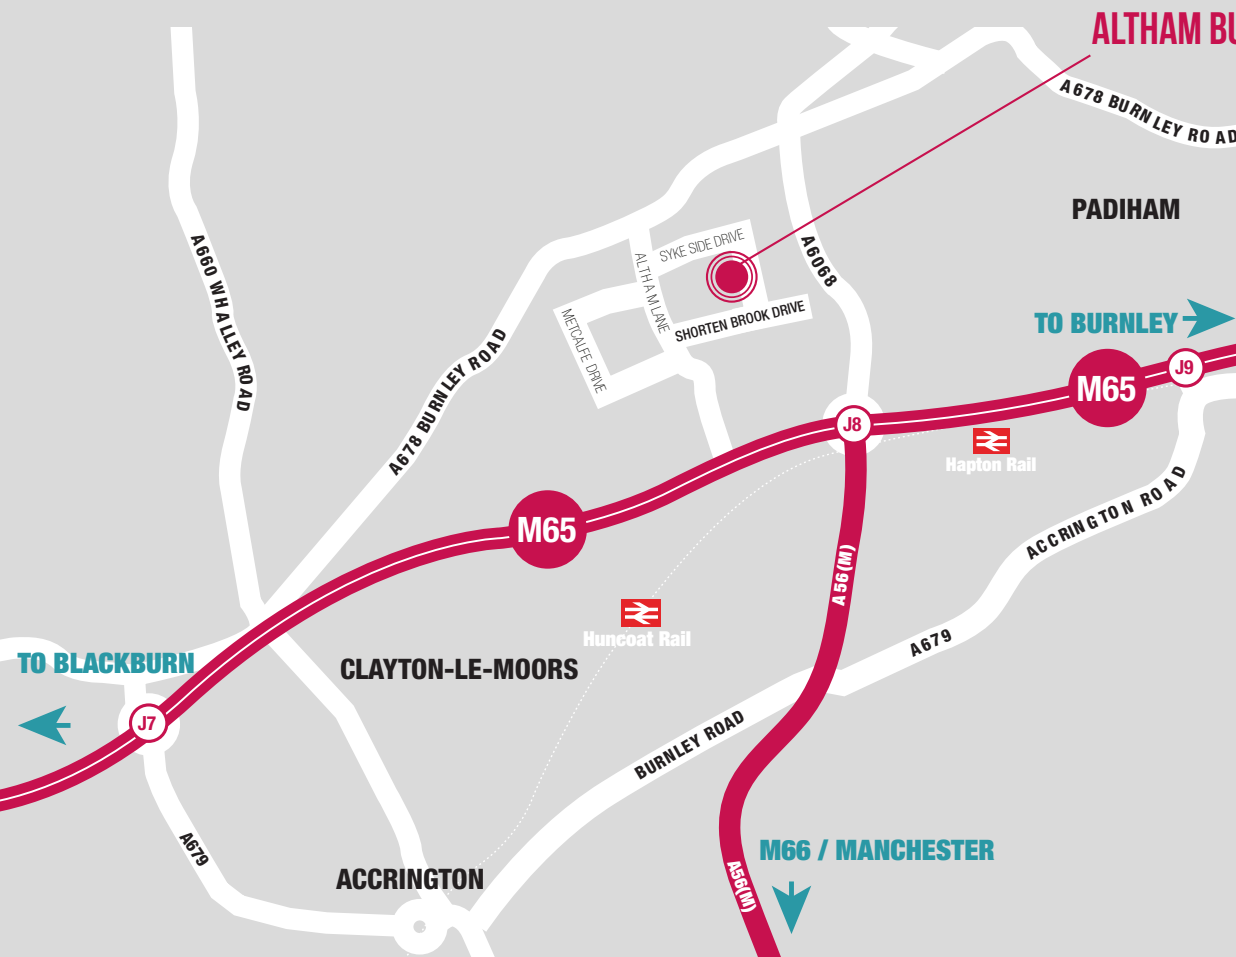 ALTHAM BU
A678 BURNLEY ROAD
PADIHAM
A660 WHALLEY ROAD
SYKE SIDE DRIVE
A6068
ALTHAM LANE
METCALFE DRIVE
SHORTEN BROOK DRIVE
TO BURNLEY
A678 BURNLEY ROAD
J9
M65
J8
Hapton Rail
ACCRINGTON ROAD
M65
A56(M)
Huncoat Rail
A679
TO BLACKBURN
CLAYTON-LE-MOORS
J7
BURNLEY ROAD
A679
M66 / MANCHESTER
ACCRINGTON
A56(M)